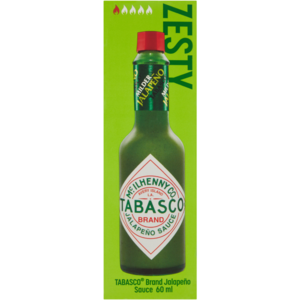 ZESTY
MILDER
JALAPEÑO
McILHENNY CO.
AVERY ISLAND
LA.
TABASCO
BRAND
JALAPEÑO SAUCE
TABASCO® Brand Jalapeño
Sauce 60 ml